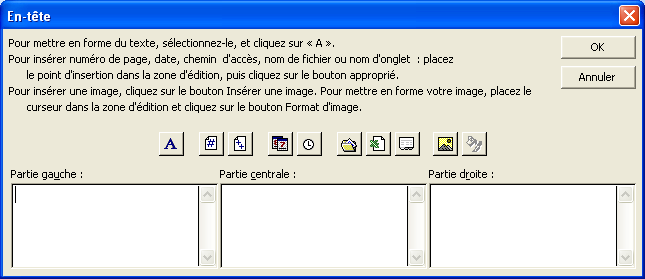 En-tête
Pour mettre en forme du texte, sélectionnez-le, et cliquez sur « A ».
Pour insérer numéro de page, date, chemin d'accès, nom de fichier ou nom d'onglet : placez
le point d'insertion dans la zone d'édition, puis cliquez sur le bouton approprié.
Pour insérer une image, cliquez sur le bouton Insérer une image. Pour mettre en forme votre image, placez le
curseur dans la zone d'édition et cliquez sur le bouton Format d'image.
OK
Annuler
A
Partie gauche :
Partie centrale :
Partie droite :